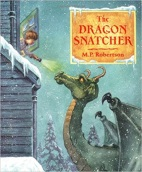 The
DRAGON
SNATCHER
M.P. Robertson